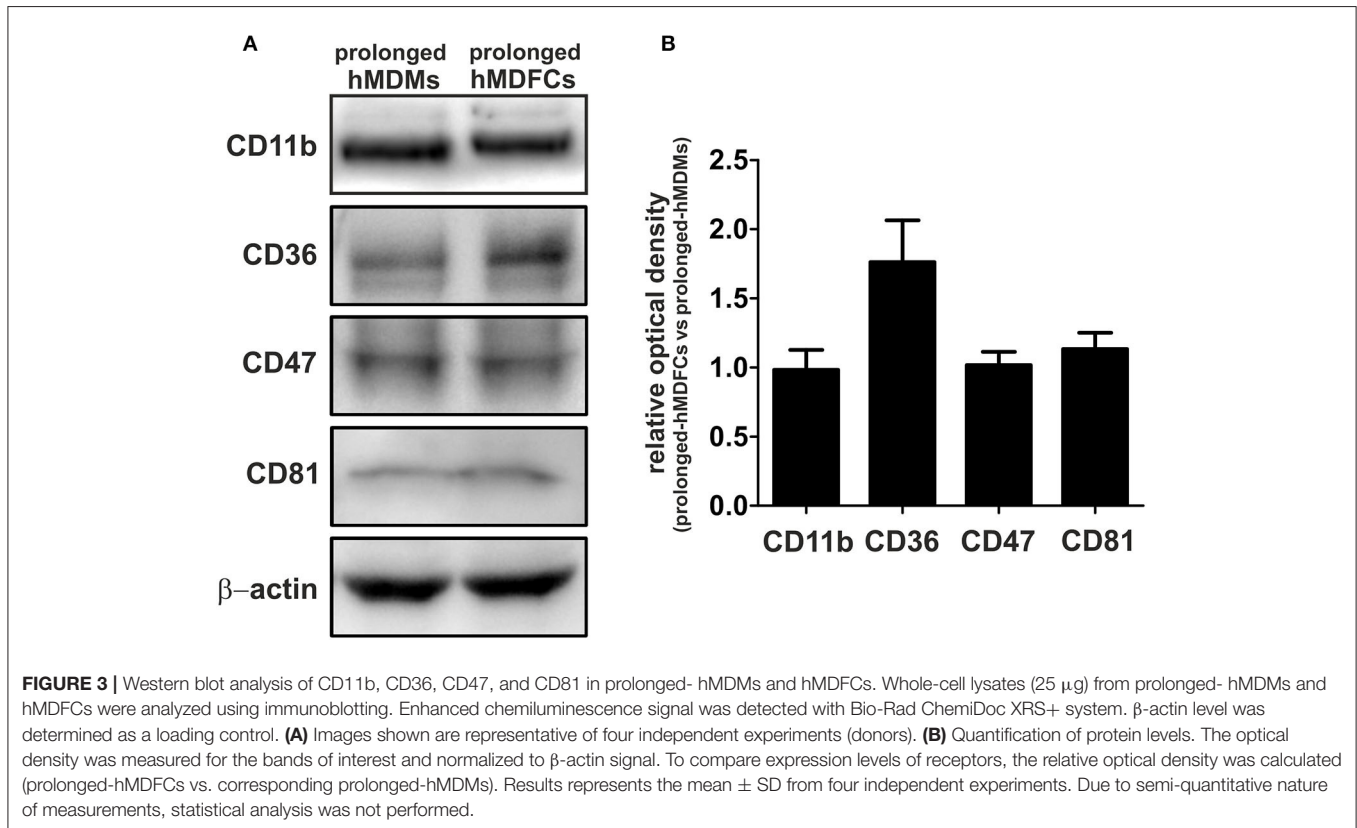 A
prolonged
hMDMs
prolonged
hMDFCs
CD11b
CD36
CD47
CD81
β–actin
B
relative optical density
(prolonged-hMDFCs vs prolonged-hMDMs)
2.5
2.0
1.5
1.0
0.5
0.0
CD11b CD36 CD47 CD81
FIGURE 3 | Western blot analysis of CD11b, CD36, CD47, and CD81 in prolonged- hMDMs and hMDFCs. Whole-cell lysates (25 μg) from prolonged- hMDMs and
hMDFCs were analyzed using immunoblotting. Enhanced chemiluminescence signal was detected with Bio-Rad ChemiDoc XRS+ system. β-actin level was
determined as a loading control. (A) Images shown are representative of four independent experiments (donors). (B) Quantification of protein levels. The optical
density was measured for the bands of interest and normalized to β-actin signal. To compare expression levels of receptors, the relative optical density was calculated
(prolonged-hMDFCs vs. corresponding prolonged-hMDMs). Results represents the mean ± SD from four independent experiments. Due to semi-quantitative nature
of measurements, statistical analysis was not performed.